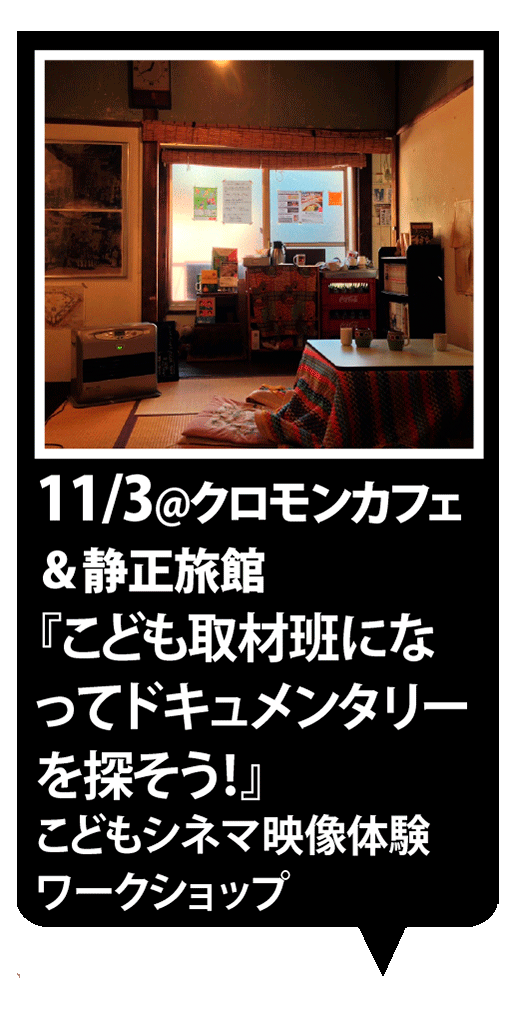 Coca-Cola
11/3@クロモンカフェ
&静正旅館
『こども取材班にな
ってドキュメンタリー
を探そう!』
こどもシネマ映像体験
ワークショップ